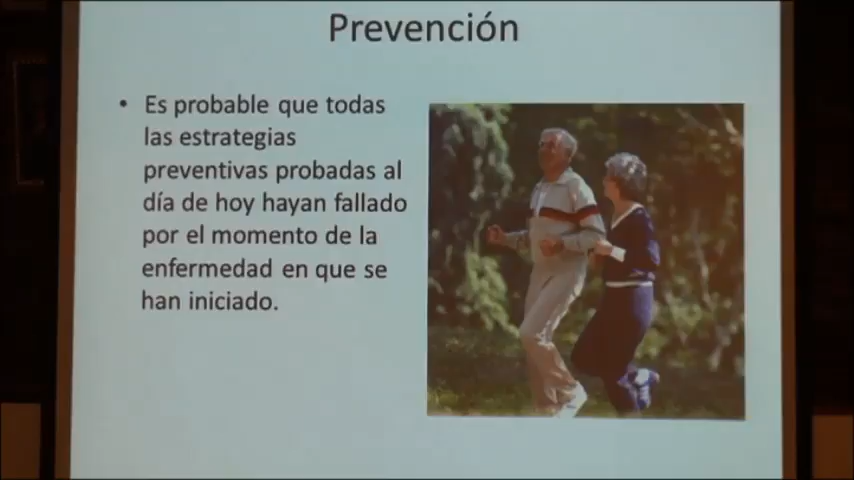 Prevención
• Es probable que todas
las estrategias
preventivas probadas al
día de hoy hayan fallado
por el momento de la
enfermedad en que se
han iniciado.